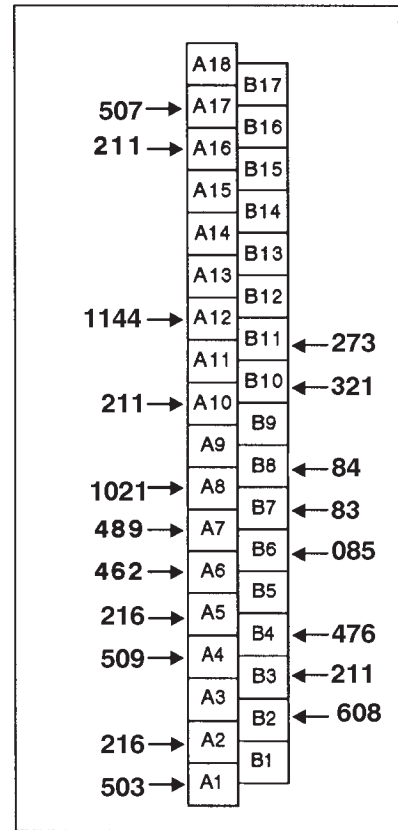 A18
B17
507 → A17
B16
211 → A16
B15
A15
B14
A14
B13
A13
B12
1144 → A12
B11 ← 273
A11
B10 ← 321
211 → A10
B9
A9
B8 ← 84
1021 → A8
B7 ← 83
489 → A7
B6 ← 085
462 → A6
B5
216 → A5
B4 ← 476
509 → A4
B3 ← 211
A3
B2 ← 608
216 → A2
B1
503 → A1